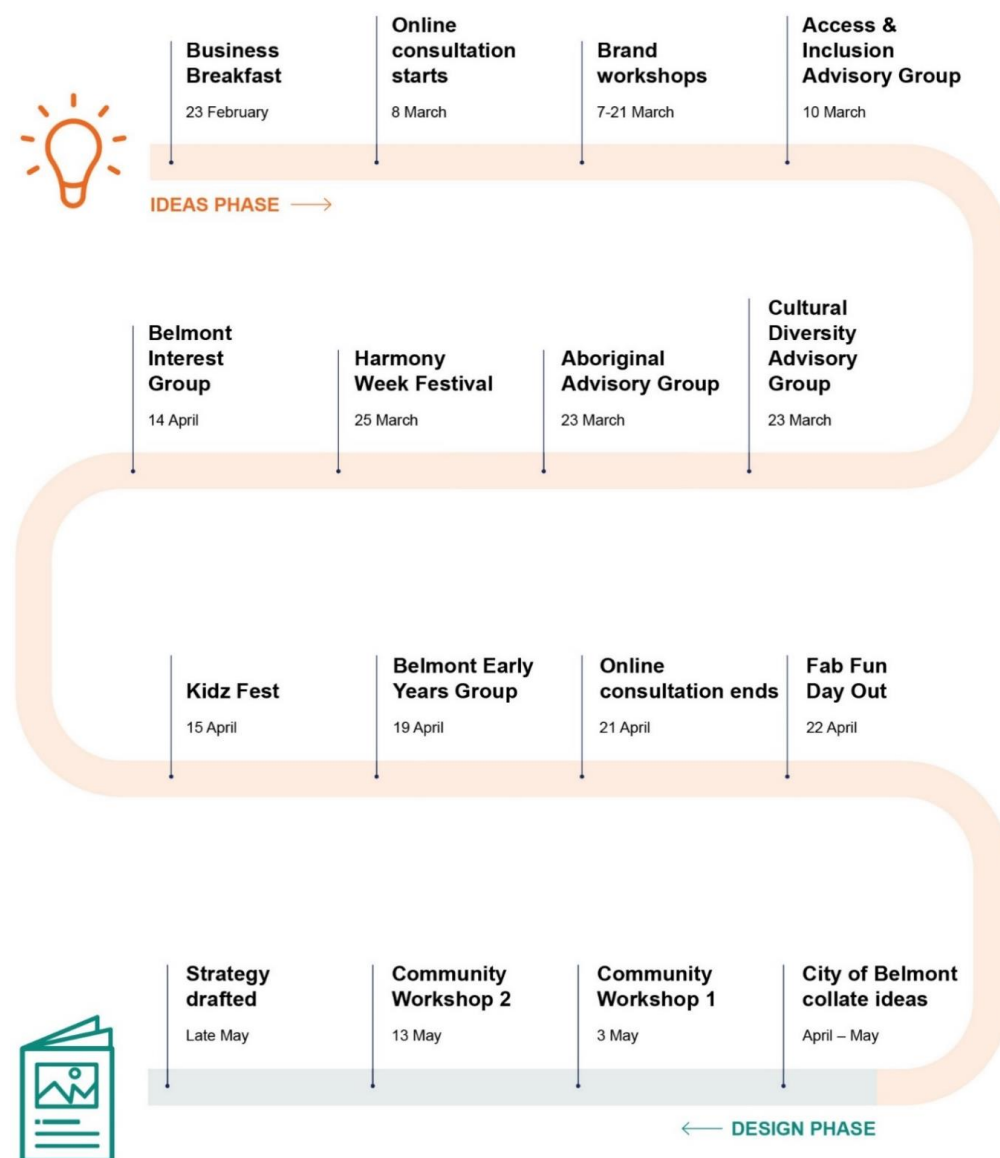 Business
Breakfast
23 February
Online
consultation
starts
8 March
Brand
workshops
7-21 March
Access &
Inclusion
Advisory Group
10 March
IDEAS PHASE
Belmont
Interest
Group
14 April
Harmony
Week Festival
25 March
Aboriginal
Advisory Group
23 March
Cultural
Diversity
Advisory
Group
23 March
Kidz Fest
15 April
Belmont Early
Years Group
19 April
Online
consultation ends
21 April
Fab Fun
Day Out
22 April
Strategy
drafted
Late May
Community
Workshop 2
13 May
Community
Workshop 1
3 May
City of Belmont
collate ideas
April – May
DESIGN PHASE